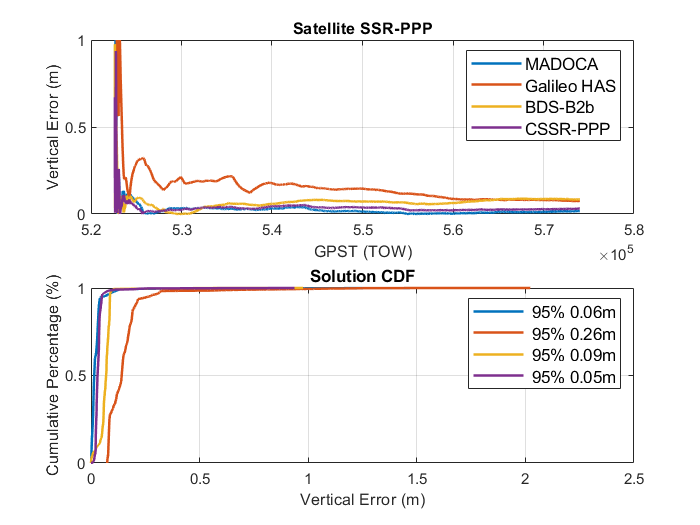 Satellite SSR-PPP
1
0.5
0
Vertical Error (m)
MADOCA
Galileo HAS
BDS-B2b
CSSR-PPP
5.2 5.3 5.4 5.5 5.6 5.7 5.8
GPST (TOW)
×10^5
Solution CDF
1
0.5
0
Cumulative Percentage (%)
95% 0.06m
95% 0.26m
95% 0.09m
95% 0.05m
0 0.5 1 1.5 2 2.5
Vertical Error (m)